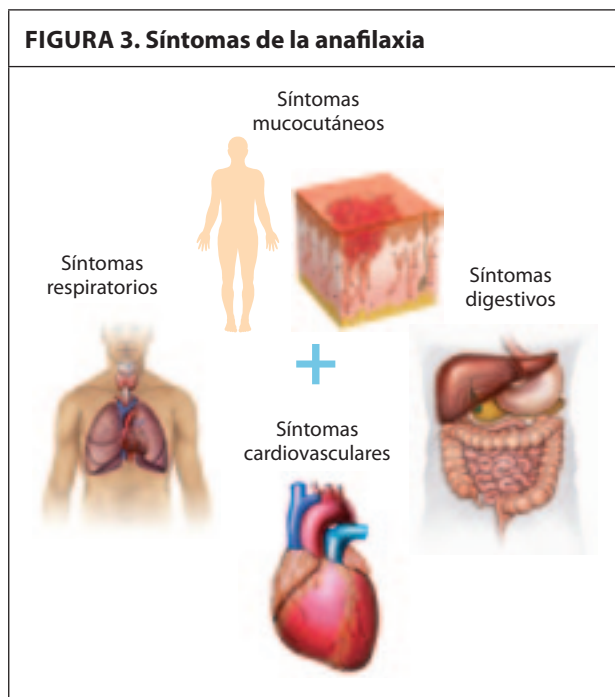 FIGURA 3. Síntomas de la anafilaxia
Síntomas
mucocutáneos
Síntomas
respiratorios
Síntomas
digestivos
Síntomas
cardiovasculares